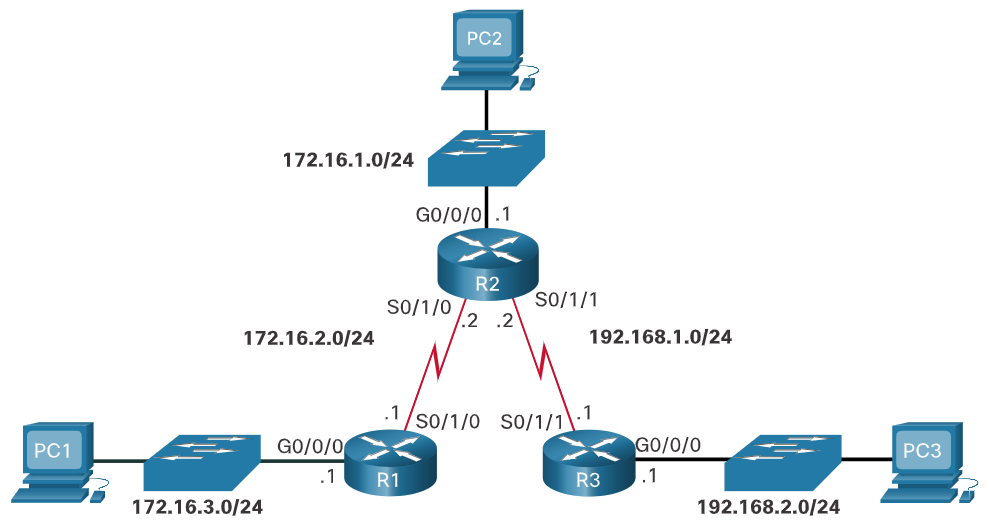 PC2
172.16.1.0/24
G0/0/0 .1
R2
S0/1/0 S0/1/1
.2 .2
172.16.2.0/24 192.168.1.0/24
.1 .1
S0/1/0 S0/1/1
PC1 G0/0/0 G0/0/0 PC3
.1 R1 R3 .1
172.16.3.0/24 192.168.2.0/24